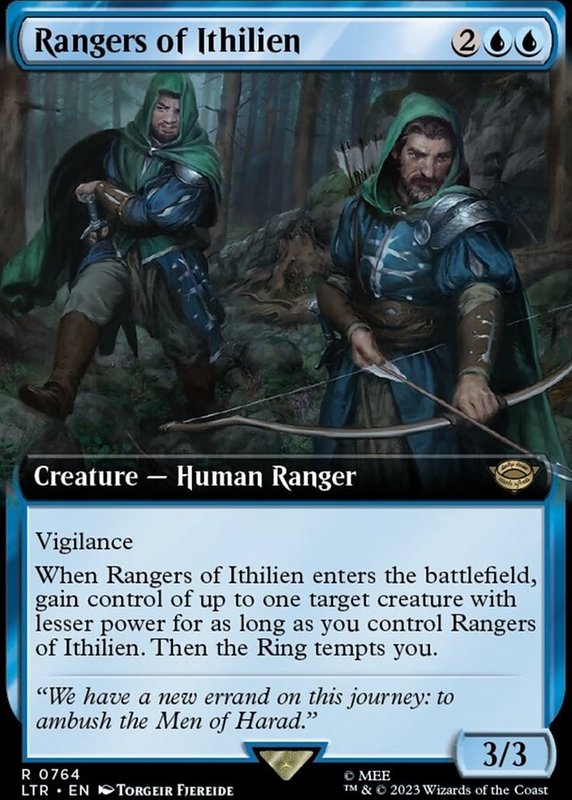 Rangers of Ithilien 2
Creature — Human Ranger
Vigilance
When Rangers of Ithilien enters the battlefield,
gain control of up to one target creature with
lesser power for as long as you control Rangers
of Ithilien. Then the Ring tempts you.
“We have a new errand on this journey: to
ambush the Men of Harad.”
3/3
R 0764
LTR • EN Torgeir Fjereide
© MEE
™ & © 2023 Wizards of the Coast